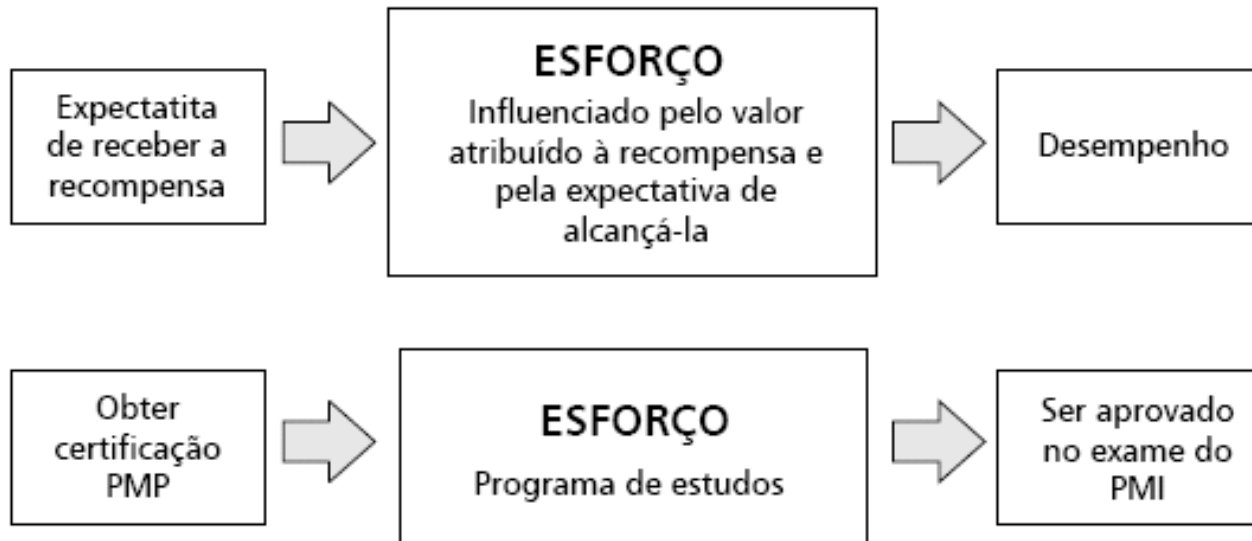 Expectatita
de receber a
recompensa
ESFORÇO
Influenciado pelo valor
atribuído à recompensa e
pela expectativa de
alcançá-la
Desempenho
Obter
certificação
PMP
ESFORÇO
Programa de estudos
Ser aprovado
no exame do
PMI